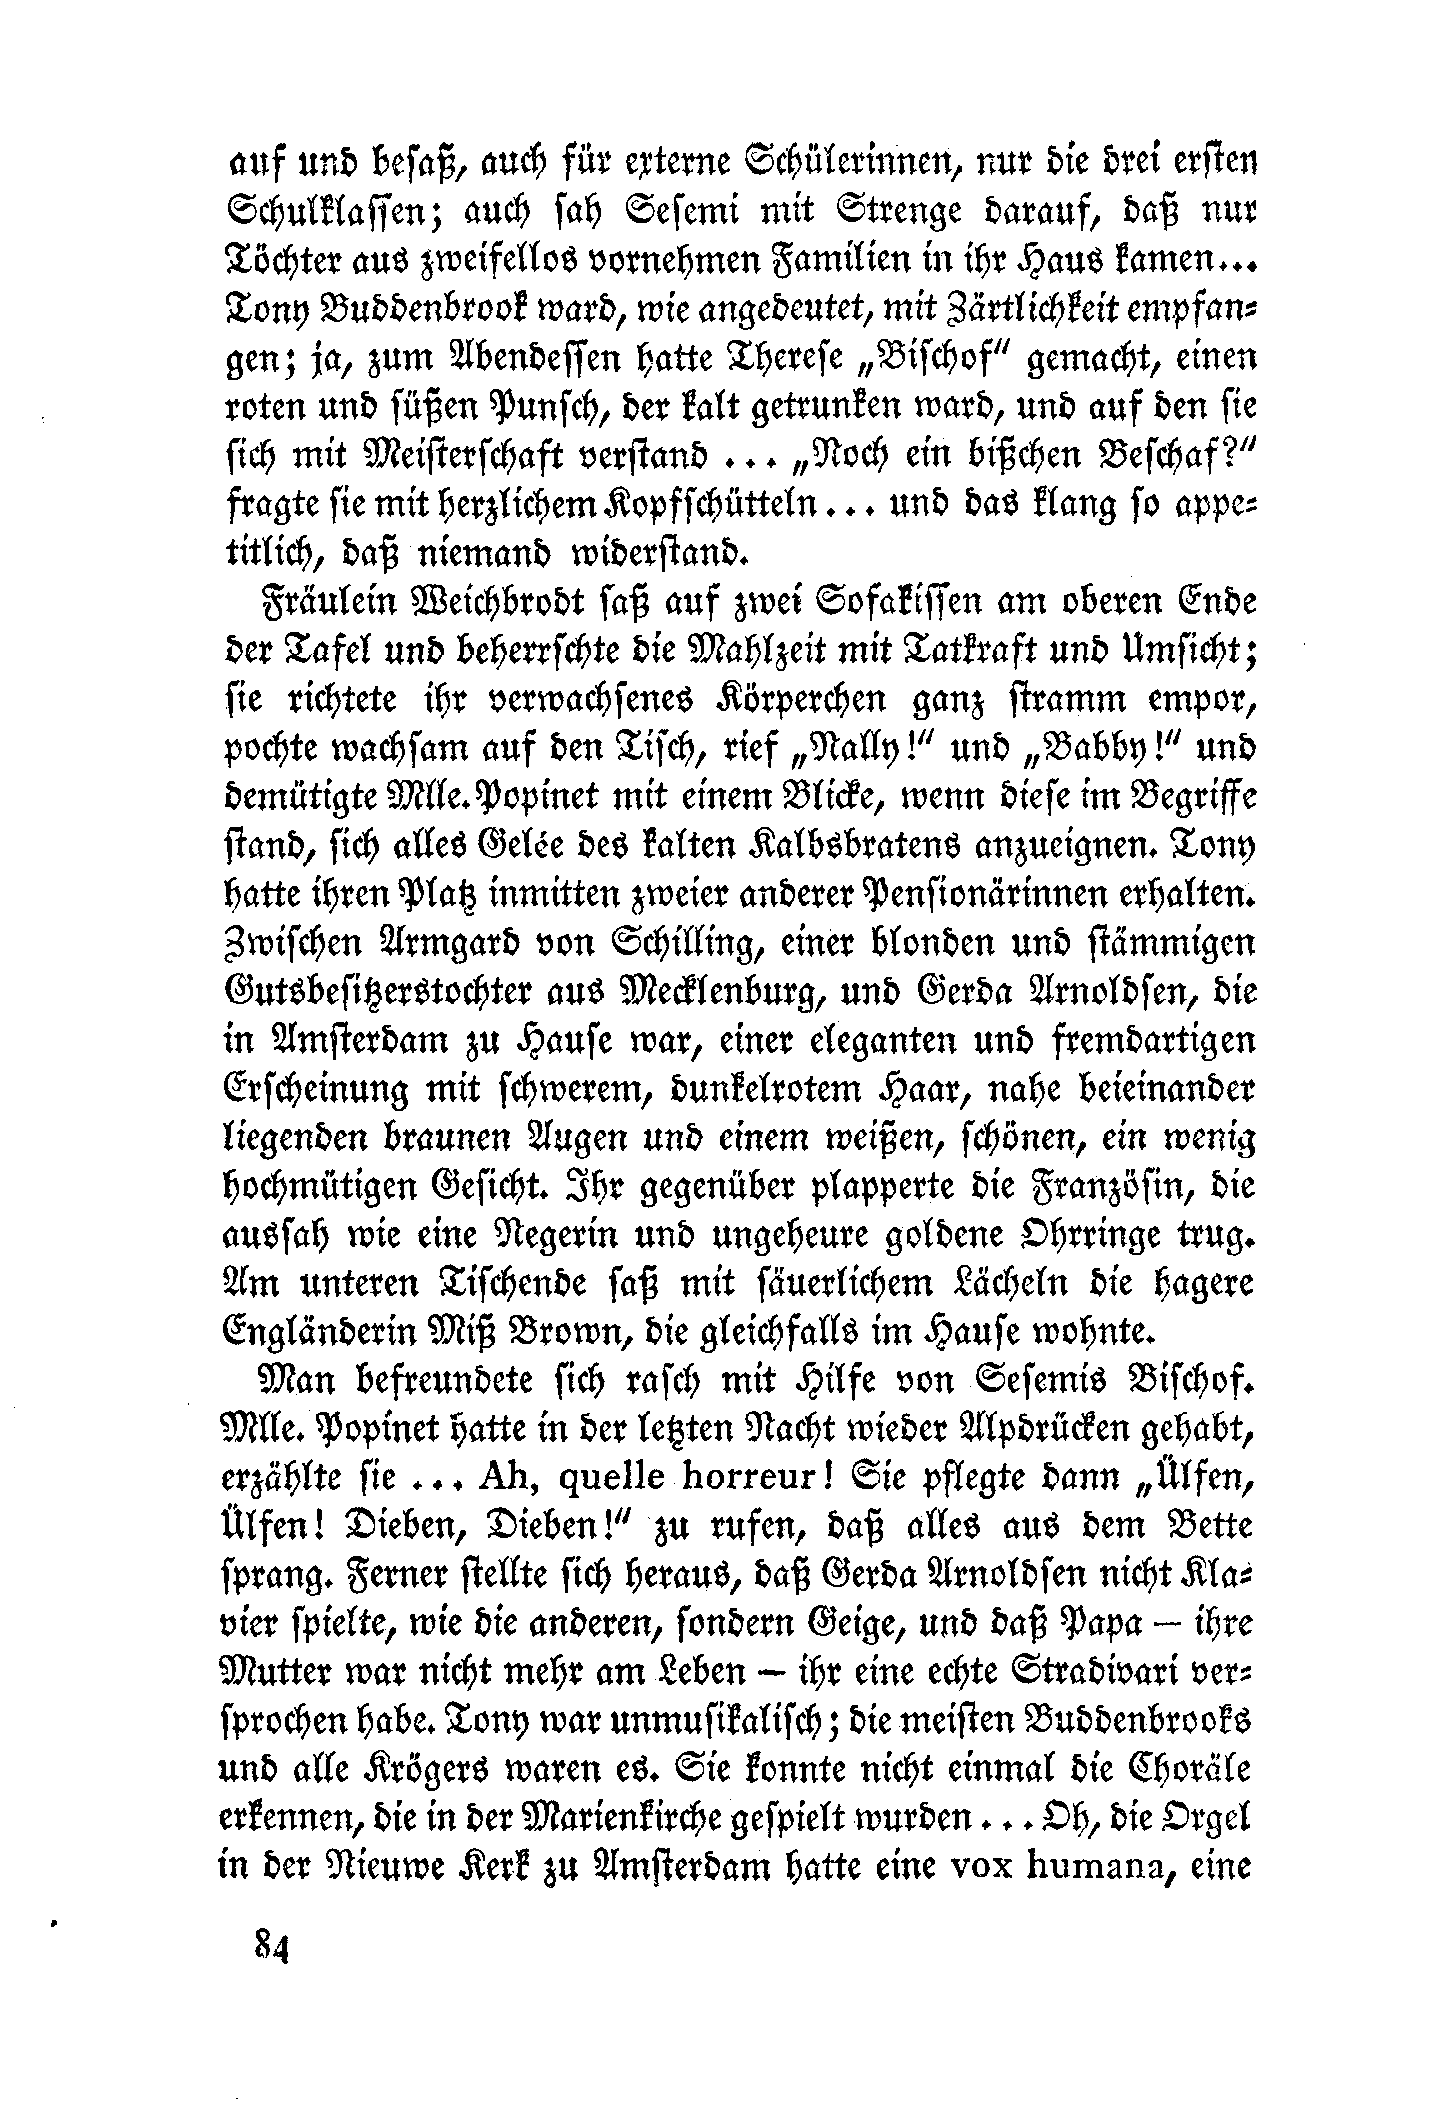 auf und besaß, auch für externe Schülerinnen, nur die drei ersten
Schulklassen; auch sah Sesemi mit Strenge darauf, daß nur
Töchter aus zweifellos vornehmen Familien in ihr Haus kamen...
Tony Buddenbrook ward, wie angedeutet, mit Zärtlichkeit empfan-
gen; ja, zum Abendessen hatte Therese „Bischof“ gemacht, einen
roten und süßen Punsch, der kalt getrunken ward, und auf den sie
sich mit Meisterschaft verstand ... „Noch ein bißchen Beschaf?“
fragte sie mit herzlichem Kopfschütteln... und das klang so appe-
titlich, daß niemand widerstand.
Fräulein Weichbrodt saß auf zwei Sofakissen am oberen Ende
der Tafel und beherrschte die Mahlzeit mit Tatkraft und Umsicht;
sie richtete ihr verwachsenes Körperchen ganz stramm empor,
pochte wachsam auf den Tisch, rief „Nally!“ und „Babby!“ und
demütigte Mlle. Popinet mit einem Blicke, wenn diese im Begriffe
stand, sich alles Gelée des kalten Kalbsbratens anzueignen. Tony
hatte ihren Platz inmitten zweier anderer Pensionärinnen erhalten.
Zwischen Armgard von Schilling, einer blonden und stämmigen
Gutsbesitzerstochter aus Mecklenburg, und Gerda Arnoldsen, die
in Amsterdam zu Hause war, einer eleganten und fremdartigen
Erscheinung mit schwerem, dunkelrotem Haar, nahe beieinander
liegenden braunen Augen und einem weißen, schönen, ein wenig
hochmütigen Gesicht. Ihr gegenüber plapperte die Französin, die
aussah wie eine Negerin und ungeheure goldene Ohrringe trug.
Am unteren Tischende saß mit säuerlichem Lächeln die hagere
Engländerin Miß Brown, die gleichfalls im Hause wohnte.
Man befreundete sich rasch mit Hilfe von Sesemis Bischof.
Mlle. Popinet hatte in der letzten Nacht wieder Alpdrücken gehabt,
erzählte sie ... Ah, quelle horreur! Sie pflegte dann „Ülfen,
Ülfen! Dieben, Dieben!“ zu rufen, daß alles aus dem Bette
sprang. Ferner stellte sich heraus, daß Gerda Arnoldsen nicht Kla-
vier spielte, wie die anderen, sondern Geige, und daß Papa — ihre
Mutter war nicht mehr am Leben — ihr eine echte Stradivari ver-
sprochen habe. Tony war unmusikalisch; die meisten Buddenbrooks
und alle Krögers waren es. Sie konnte nicht einmal die Choräle
erkennen, die in der Marienkirche gespielt wurden... Oh, die Orgel
in der Nieuwe Kerk zu Amsterdam hatte eine vox humana, eine
84